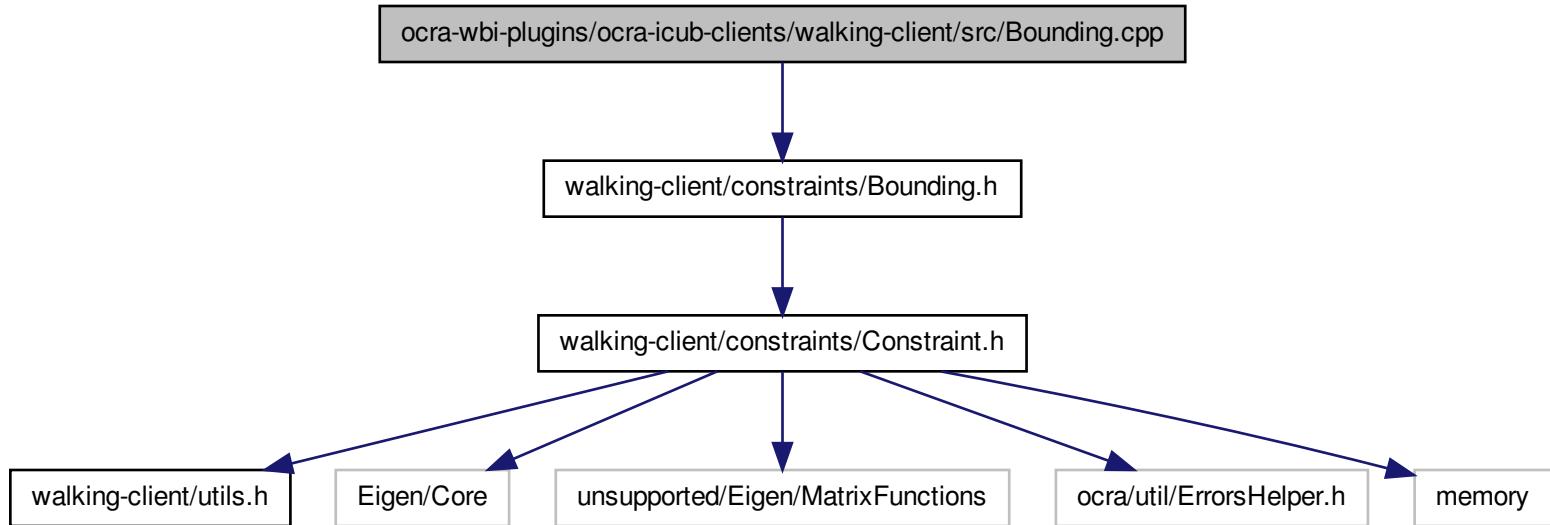 ocra-wbi-plugins/ocra-icub-clients/walking-client/src/Bounding.cpp
walking-client/constraints/Bounding.h
walking-client/constraints/Constraint.h
walking-client/utils.h
Eigen/Core
unsupported/Eigen/MatrixFunctions
ocra/util/ErrorsHelper.h
memory